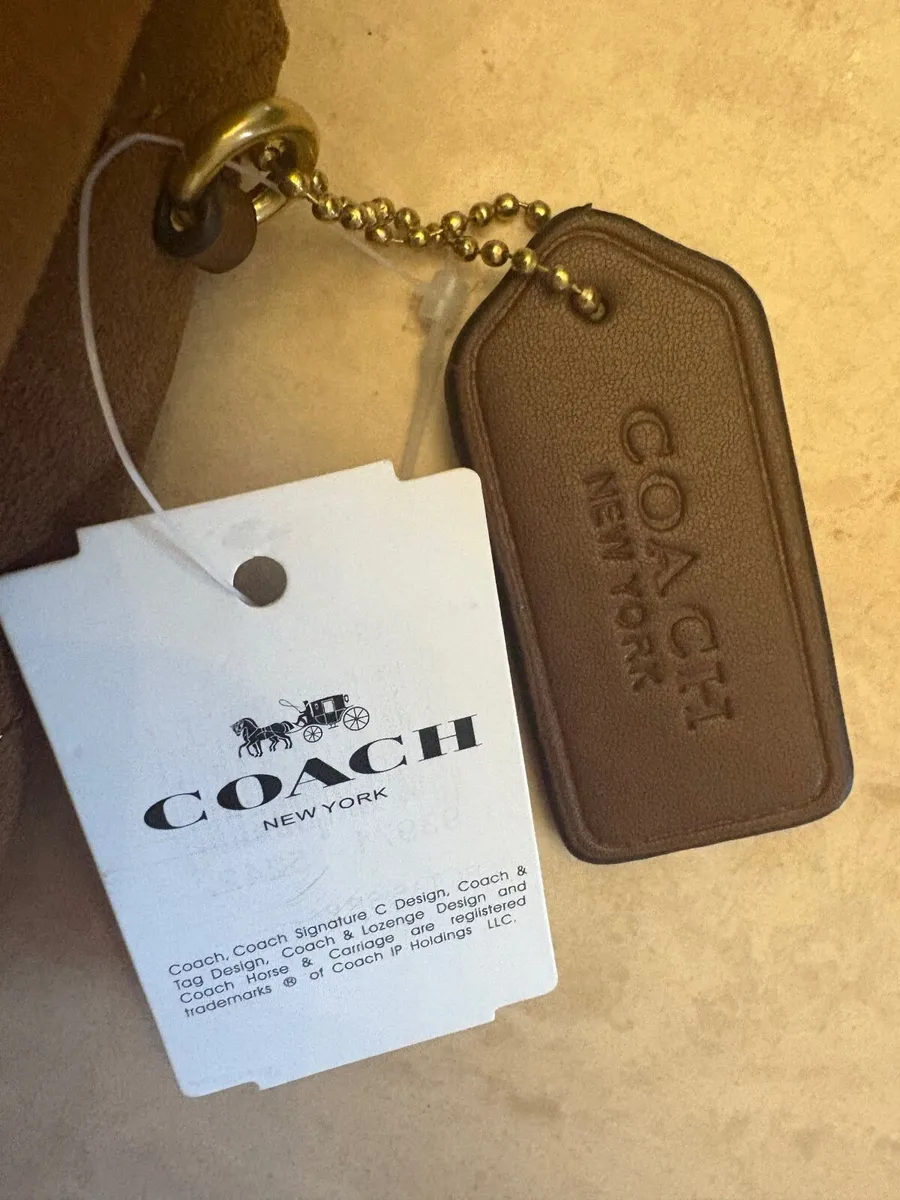 COACH
NEW YORK
COACH
NEW YORK
Coach, Coach Signature C Design, Coach &
Tag Design, Coach & Lozenge Design and
Coach Horse & Carriage are reglistered
trademarks ® of Coach IP Holdings LLC.